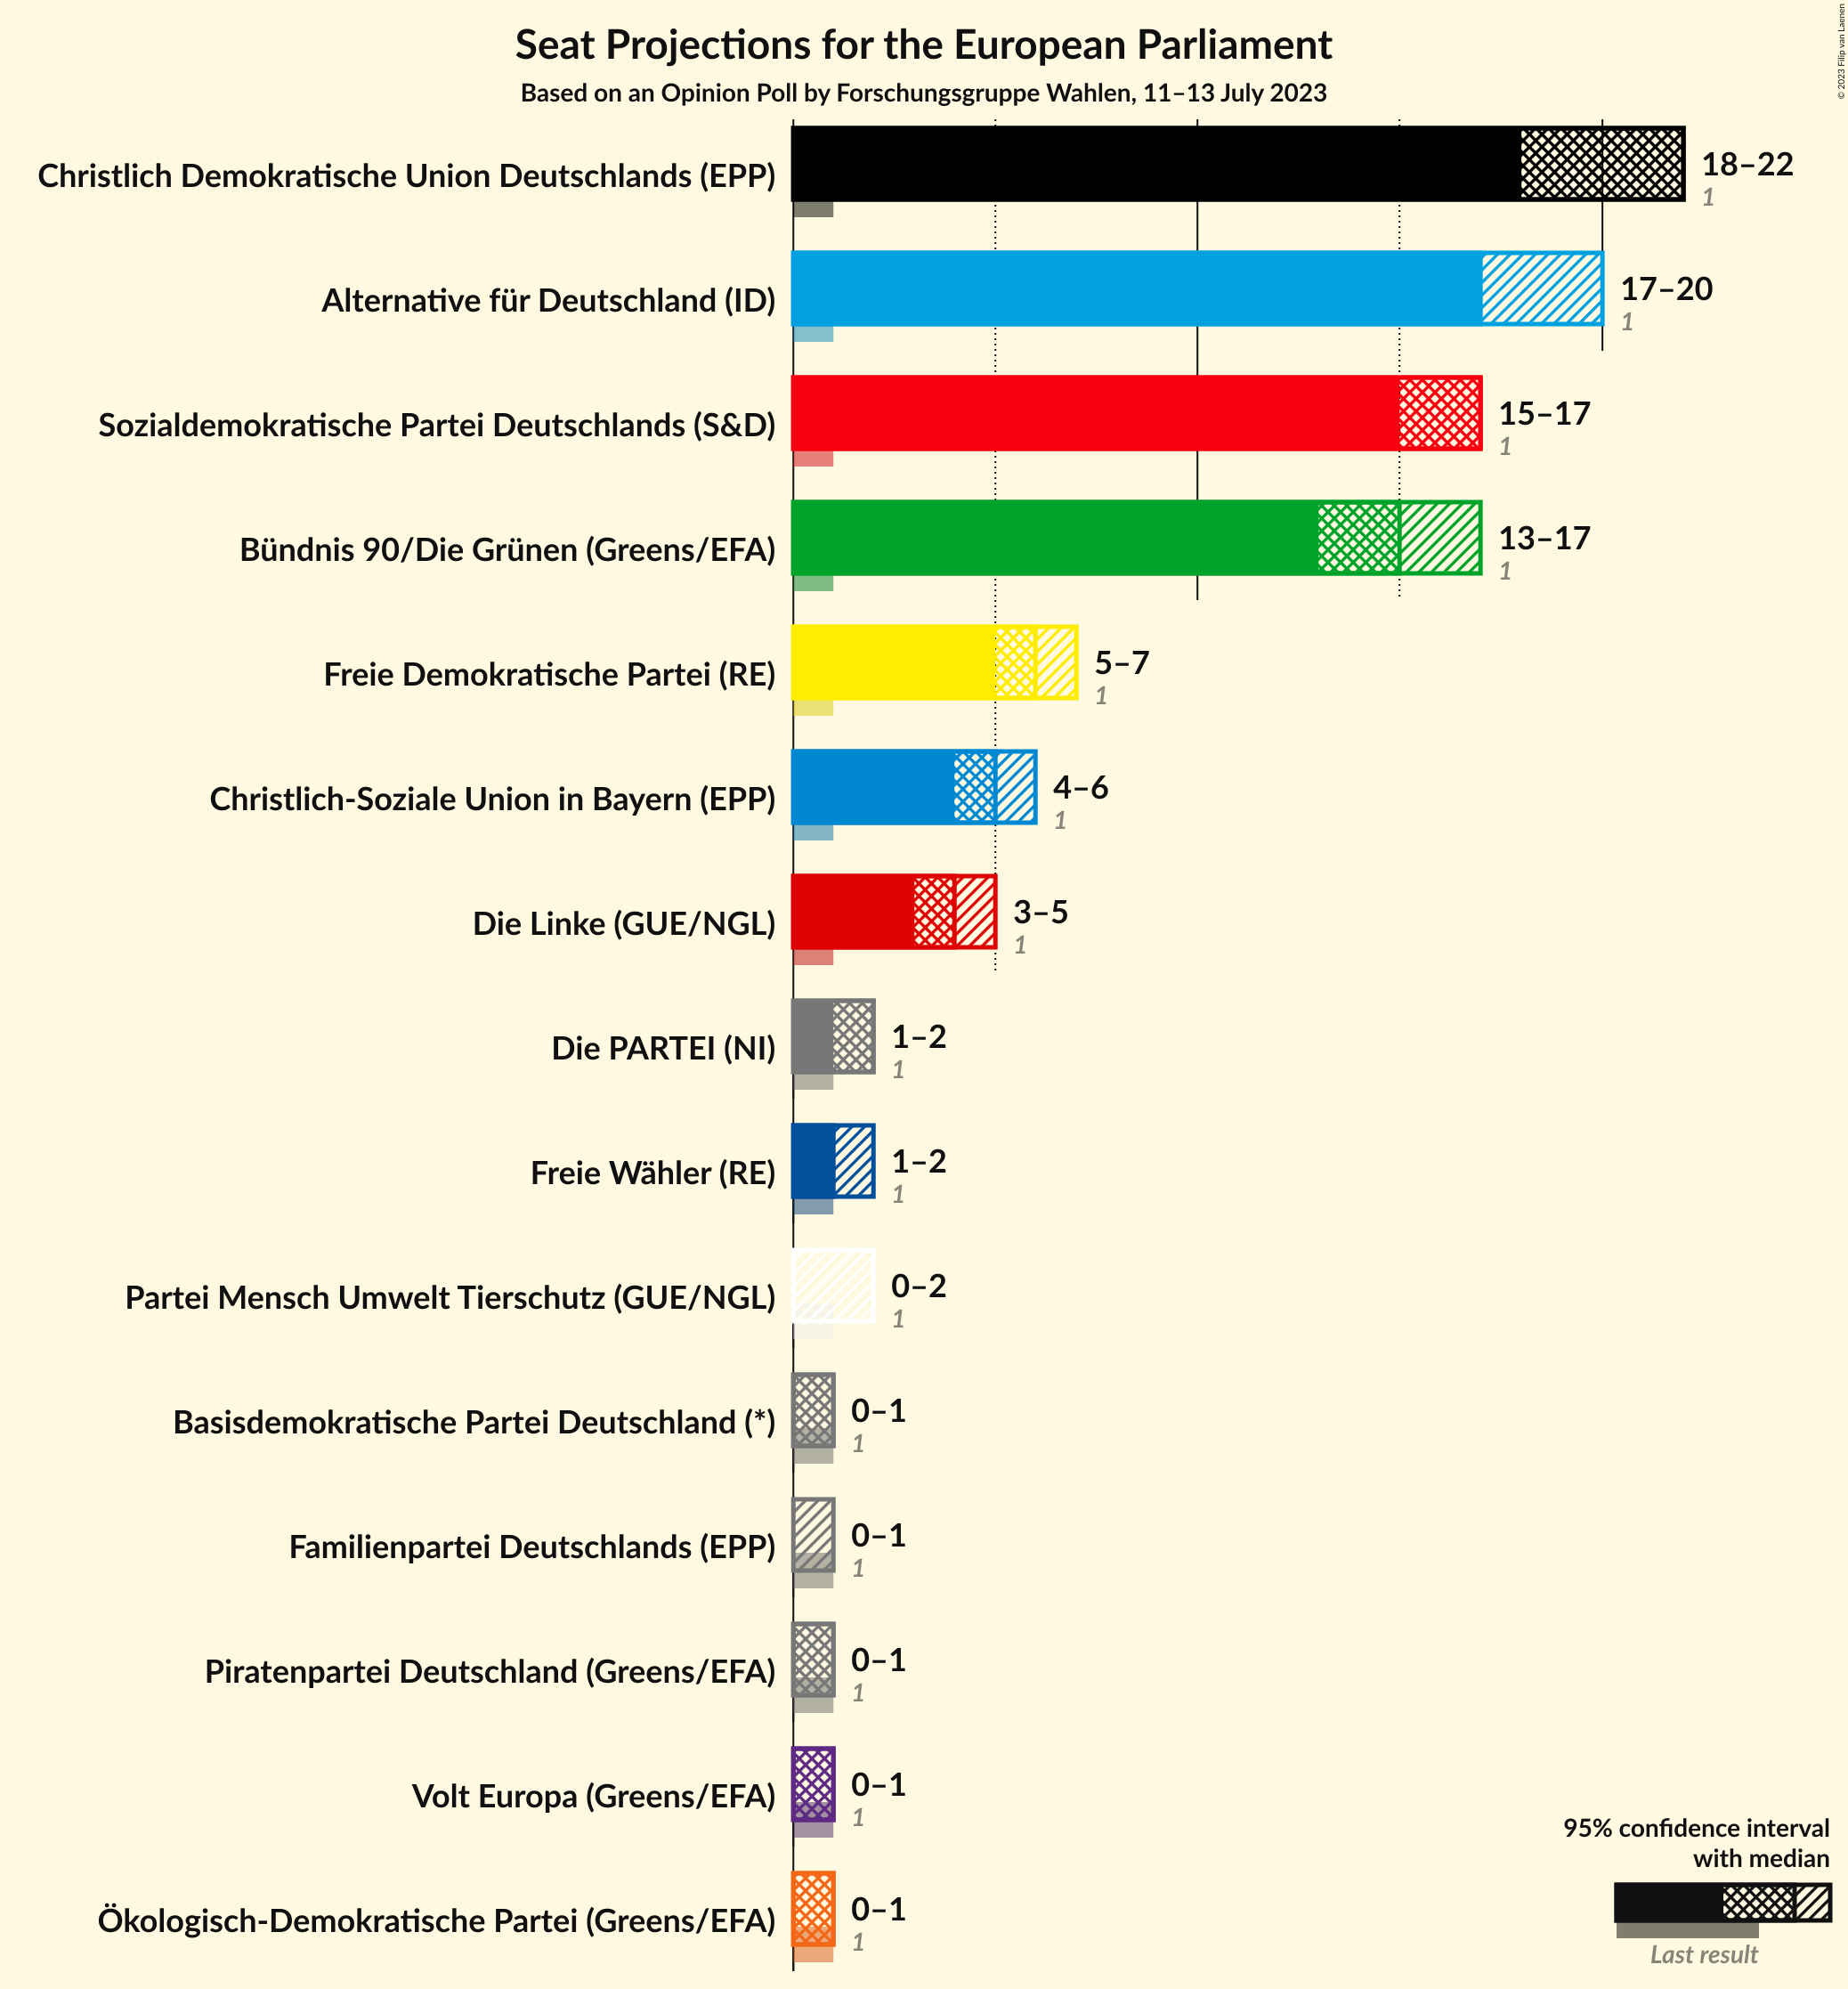 Seat Projections for the European Parliament
Based on an Opinion Poll by Forschungsgruppe Wahlen, 11–13 July 2023
© 2023 Filip van Laenen
Christlich Demokratische Union Deutschlands (EPP)
18–22
1
Alternative für Deutschland (ID)
17–20
1
Sozialdemokratische Partei Deutschlands (S&D)
15–17
1
Bündnis 90/Die Grünen (Greens/EFA)
13–17
1
Freie Demokratische Partei (RE)
5–7
1
Christlich-Soziale Union in Bayern (EPP)
4–6
1
Die Linke (GUE/NGL)
3–5
1
Die PARTEI (NI)
1–2
1
Freie Wähler (RE)
1–2
1
Partei Mensch Umwelt Tierschutz (GUE/NGL)
0–2
1
Basisdemokratische Partei Deutschland (*)
0–1
1
Familienpartei Deutschlands (EPP)
0–1
1
Piratenpartei Deutschland (Greens/EFA)
0–1
1
Volt Europa (Greens/EFA)
0–1
1
Ökologisch-Demokratische Partei (Greens/EFA)
0–1
1
95% confidence interval
with median
Last result